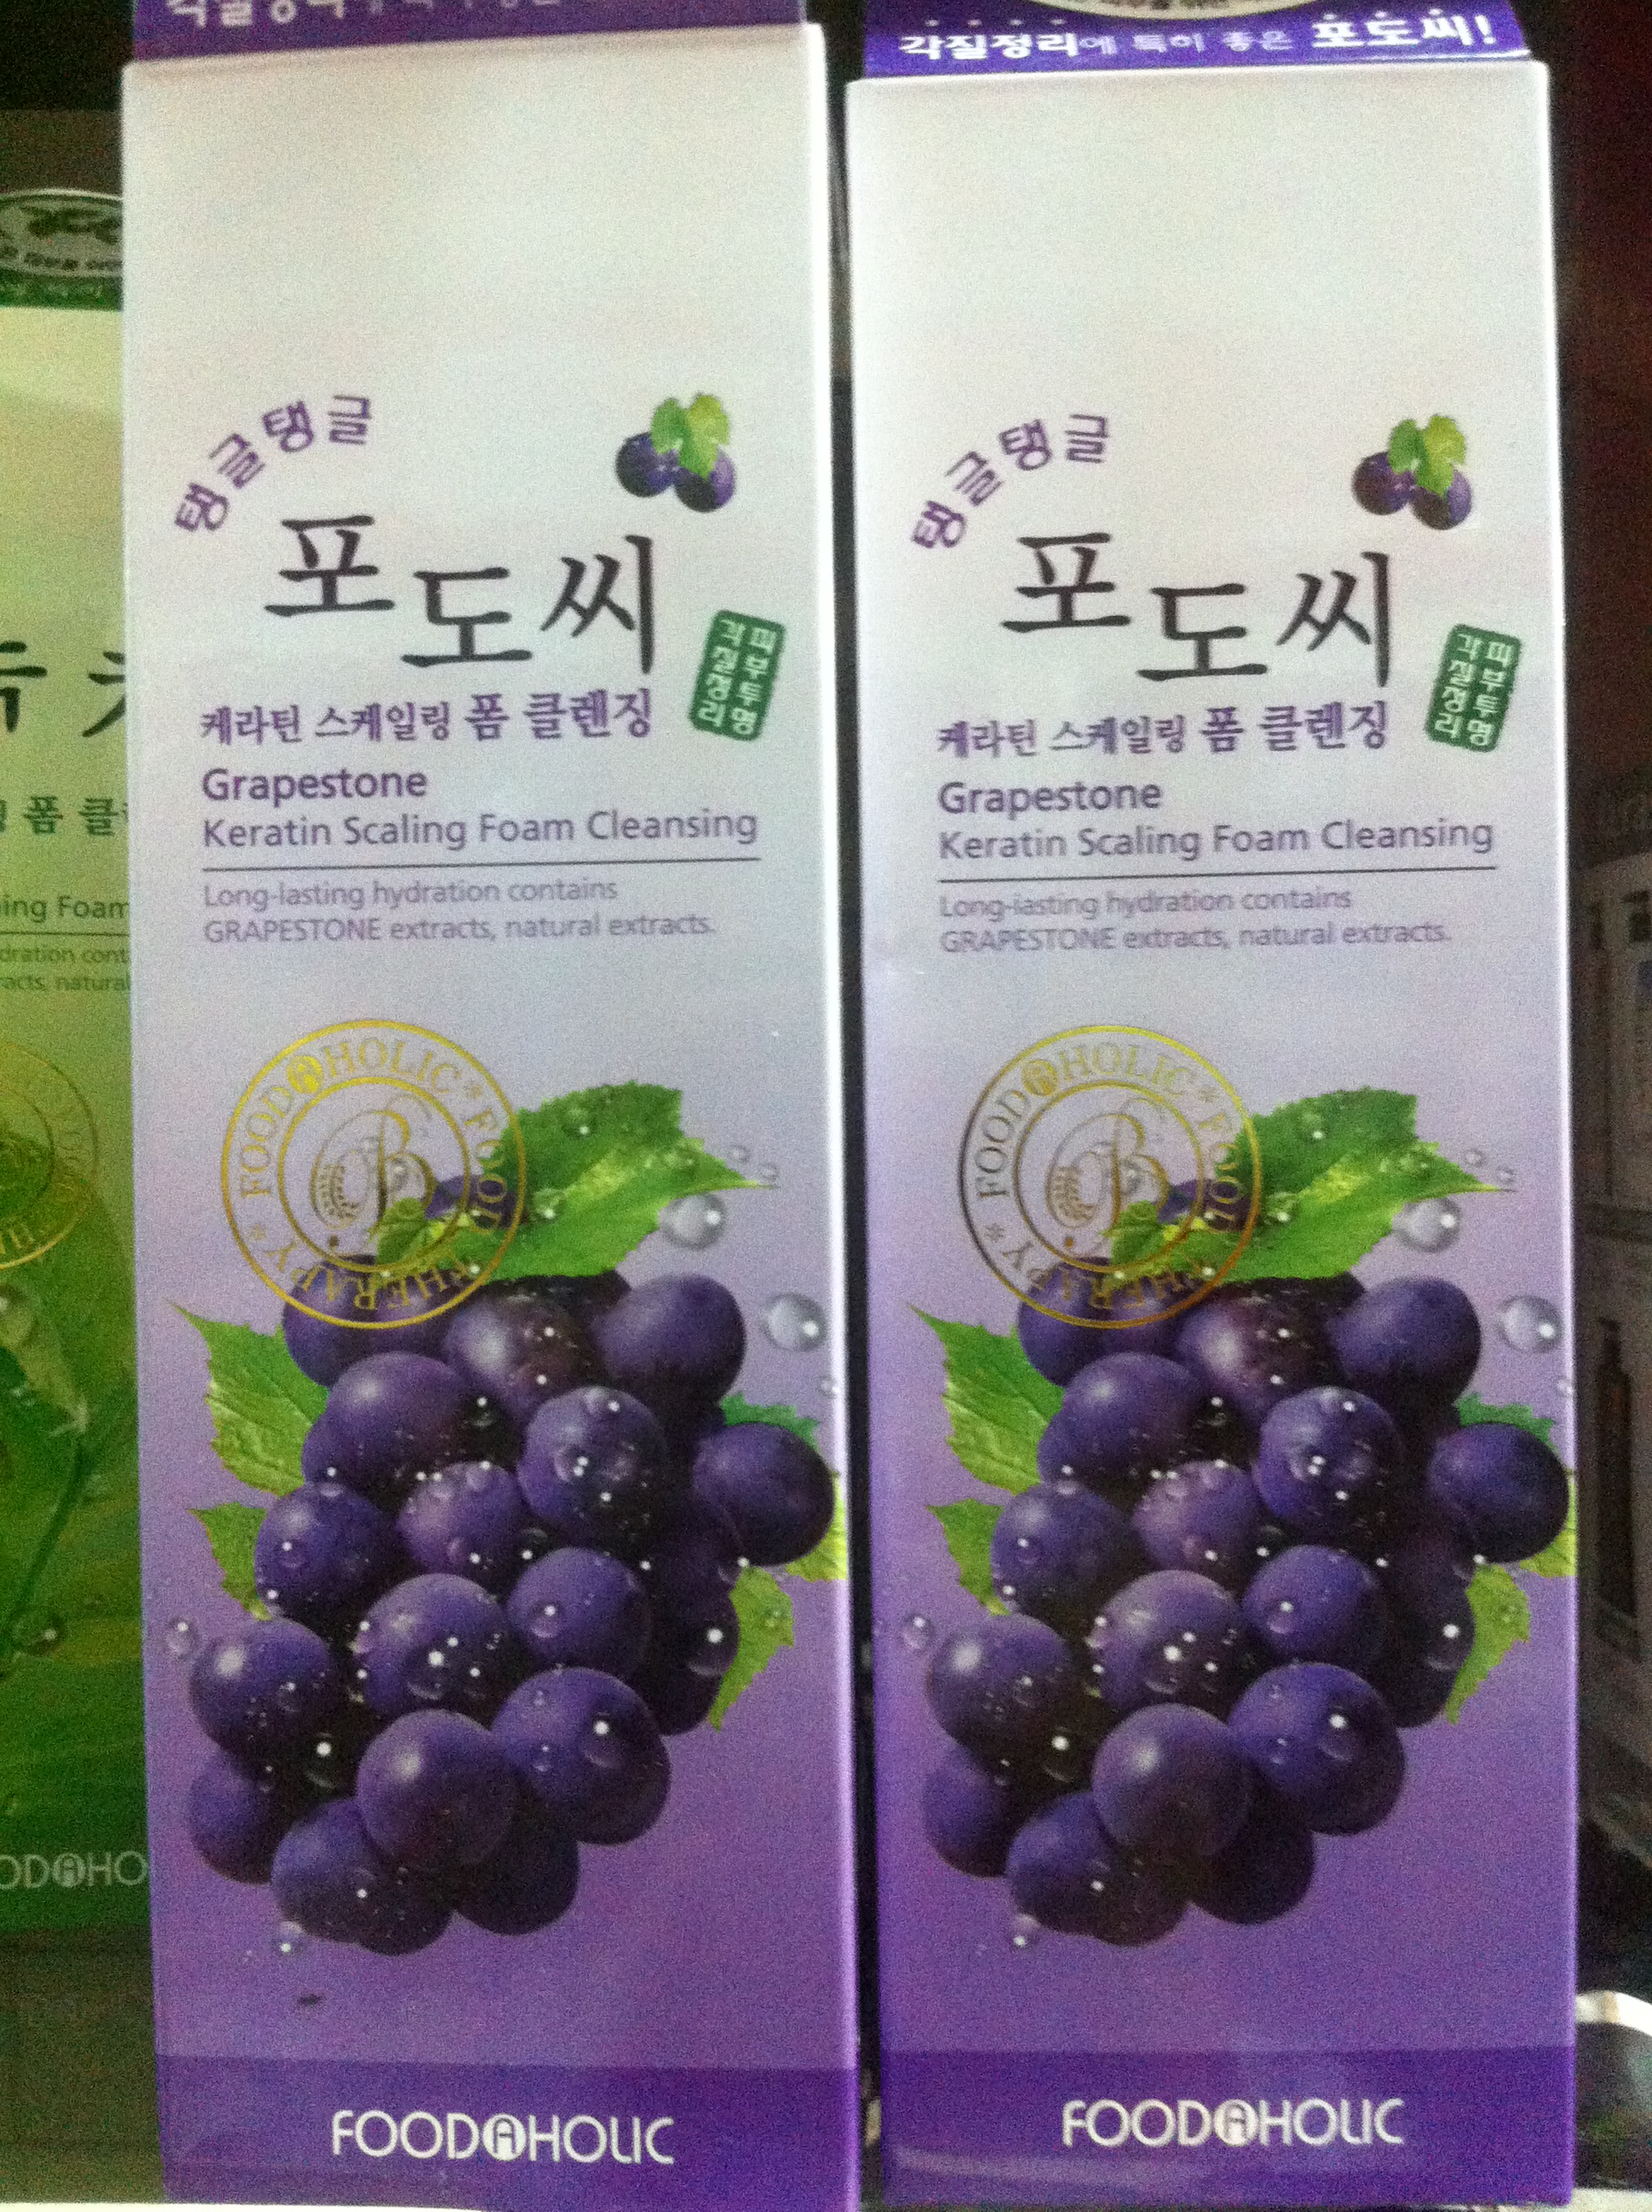 각질정리에 특히 좋은 포도씨!
탱글탱글
포도씨
피부투명
각질정리
케라틴 스케일링 폼 클렌징
Grapestone
Keratin Scaling Foam Cleansing
Long-lasting hydration contains
GRAPESTONE extracts, natural extracts.
FOODAHOLIC * FOOD THERAPY *
FOODAHOLIC
탱글탱글
포도씨
피부투명
각질정리
케라틴 스케일링 폼 클렌징
Grapestone
Keratin Scaling Foam Cleansing
Long-lasting hydration contains
GRAPESTONE extracts, natural extracts.
FOODAHOLIC * FOOD THERAPY *
FOODAHOLIC
폼
Foam
natural